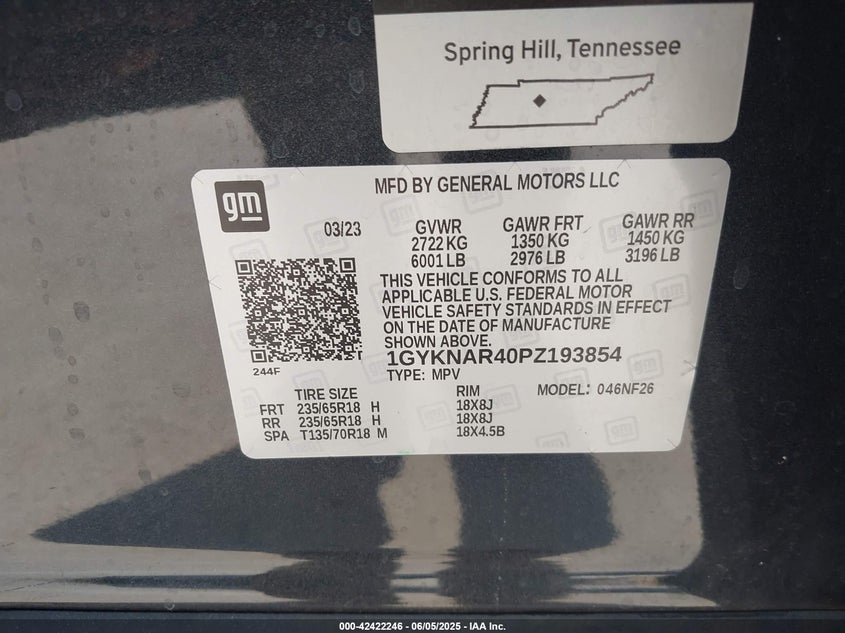 Spring Hill, Tennessee
gm
MFD BY GENERAL MOTORS LLC
03/23
GVWR GAWR FRT GAWR RR
2722 KG 1350 KG 1450 KG
6001 LB 2976 LB 3196 LB
THIS VEHICLE CONFORMS TO ALL
APPLICABLE U.S. FEDERAL MOTOR
VEHICLE SAFETY STANDARDS IN EFFECT
ON THE DATE OF MANUFACTURE
SHOWN ABOVE.
1GYKNAR40PZ193854
244F
TYPE: MPV
TIRE SIZE RIM MODEL: 046NF26
FRT 235/65R18 H 18X8J
RR 235/65R18 H 18X8J
SPA T135/70R18 M 18X4.5B
000-42422246 - 06/05/2025 - IAA Inc.